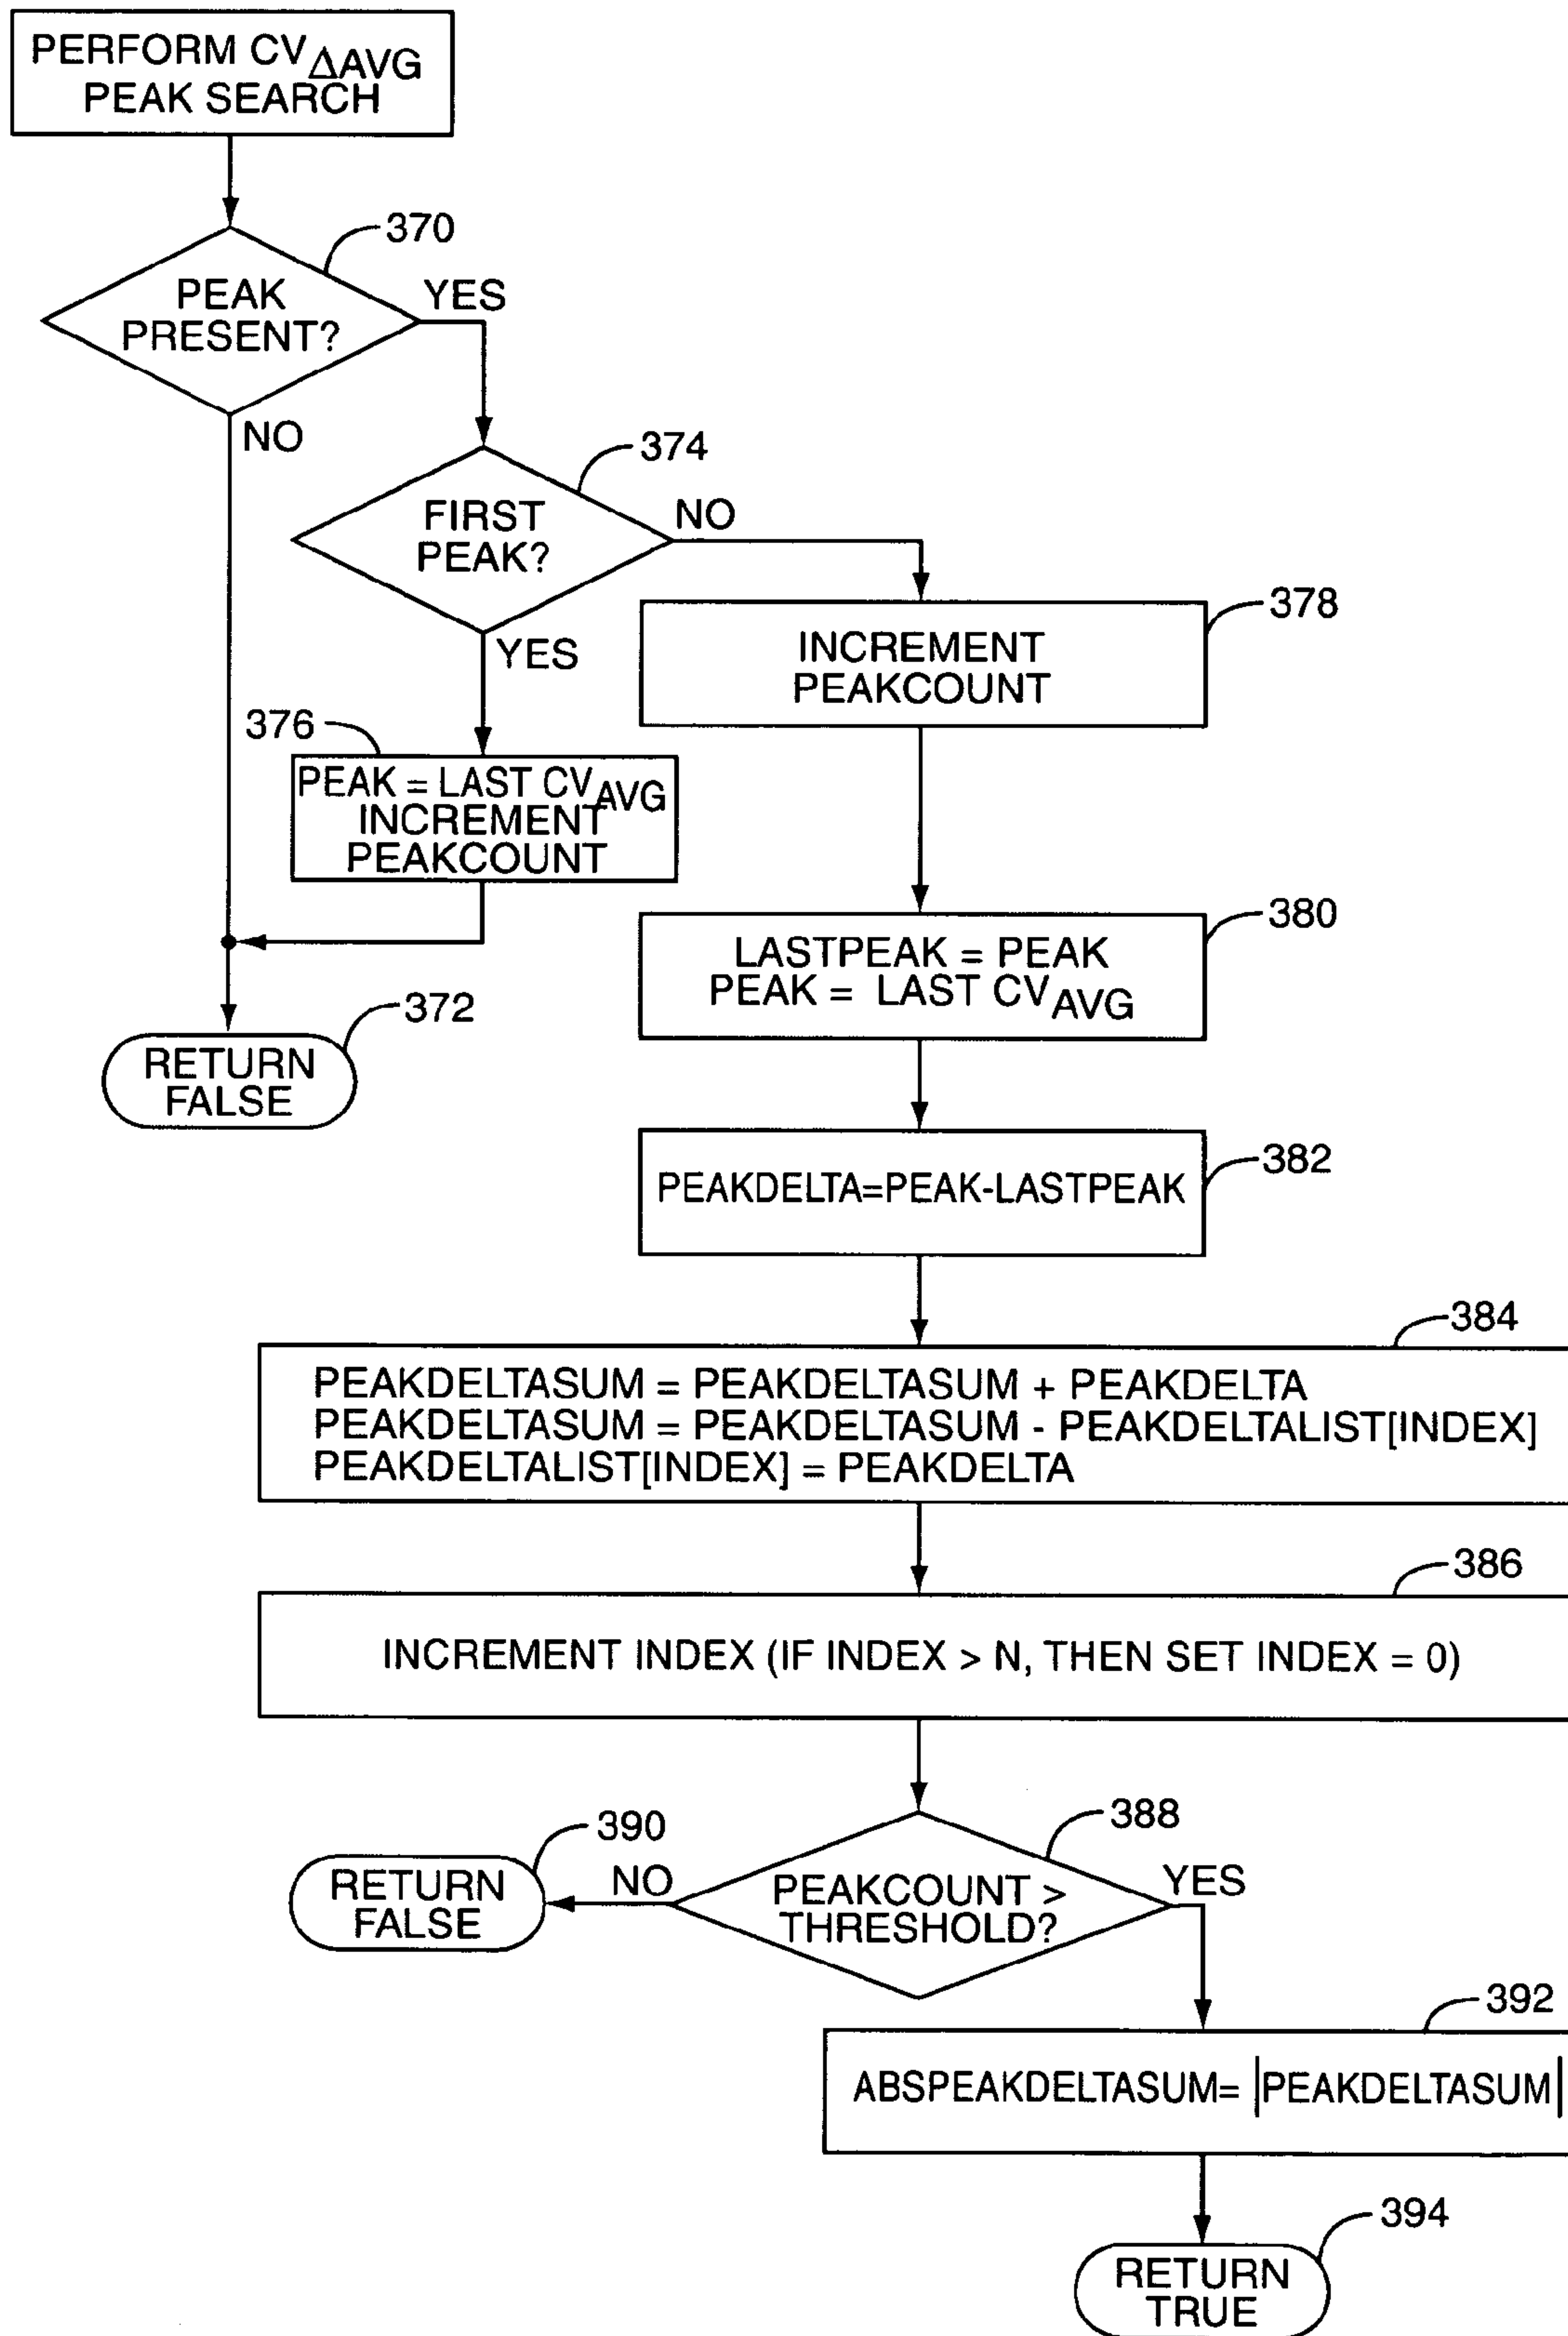 PERFORM CVΔAVG
PEAK SEARCH
370
PEAK
PRESENT?
YES
NO
374
FIRST
PEAK?
NO
YES
378
INCREMENT
PEAKCOUNT
376
PEAK = LAST CVAVG
INCREMENT
PEAKCOUNT
380
LASTPEAK = PEAK
PEAK = LAST CVAVG
372
RETURN
FALSE
382
PEAKDELTA=PEAK-LASTPEAK
384
PEAKDELTASUM = PEAKDELTASUM + PEAKDELTA
PEAKDELTASUM = PEAKDELTASUM - PEAKDELTALIST[INDEX]
PEAKDELTALIST[INDEX] = PEAKDELTA
386
INCREMENT INDEX (IF INDEX > N, THEN SET INDEX = 0)
388
PEAKCOUNT >
THRESHOLD?
NO
YES
390
RETURN
FALSE
392
ABSPEAKDELTASUM= |PEAKDELTASUM|
394
RETURN
TRUE